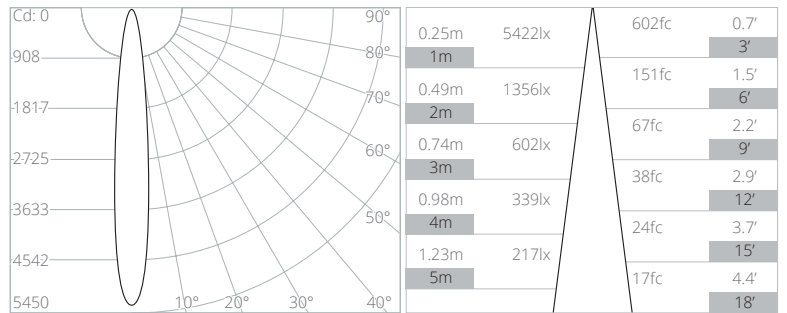 Cd: 0
90°
908
80°
1817
70°
2725
60°
3633
50°
4542
5450
10°
20°
30°
40°
0.25m
5422lx
1m
0.49m
1356lx
2m
0.74m
602lx
3m
0.98m
339lx
4m
1.23m
217lx
5m
602fc
0.7’
3’
151fc
1.5’
6’
67fc
2.2’
9’
38fc
2.9’
12’
24fc
3.7’
15’
17fc
4.4’
18’